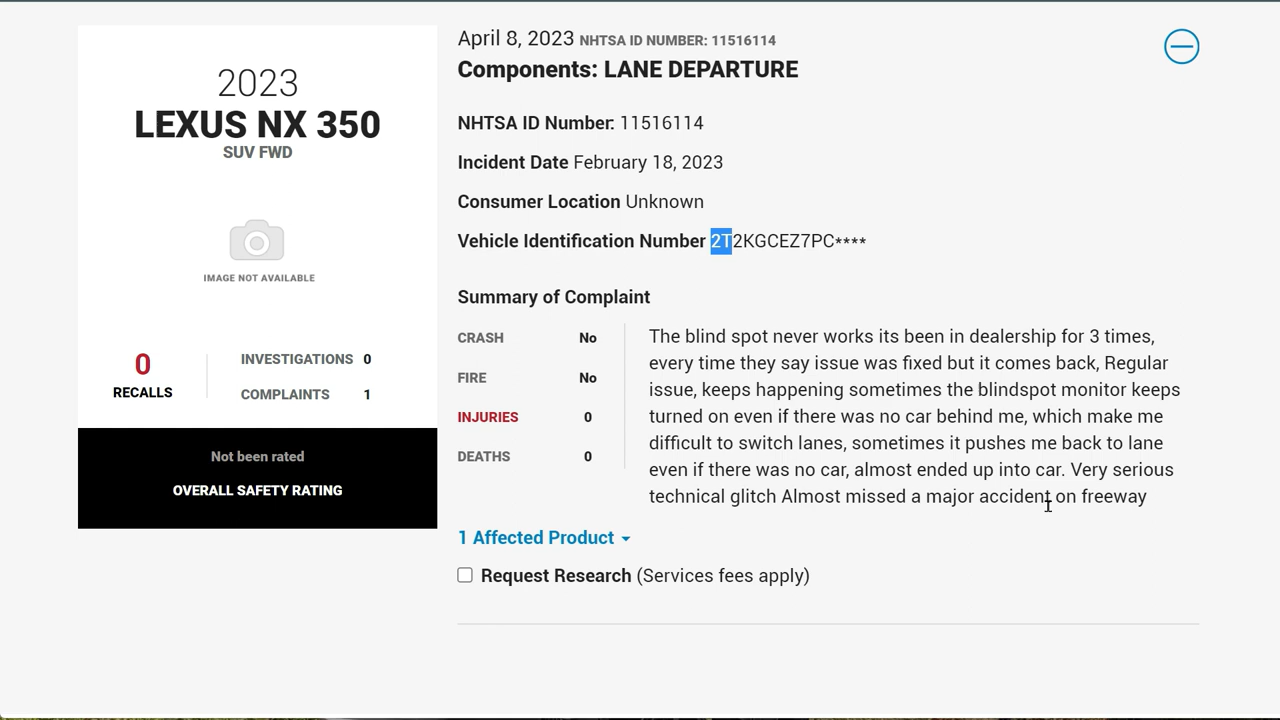 2023
LEXUS NX 350
SUV FWD
IMAGE NOT AVAILABLE
0
RECALLS
INVESTIGATIONS 0
COMPLAINTS 1
Not been rated
OVERALL SAFETY RATING
April 8, 2023 NHTSA ID NUMBER: 11516114
Components: LANE DEPARTURE
NHTSA ID Number: 11516114
Incident Date February 18, 2023
Consumer Location Unknown
Vehicle Identification Number 2T2KGCEZ7PC****
Summary of Complaint
CRASH No
FIRE No
INJURIES 0
DEATHS 0
The blind spot never works its been in dealership for 3 times,
every time they say issue was fixed but it comes back, Regular
issue, keeps happening sometimes the blindspot monitor keeps
turned on even if there was no car behind me, which make me
difficult to switch lanes, sometimes it pushes me back to lane
even if there was no car, almost ended up into car. Very serious
technical glitch Almost missed a major accident on freeway
1 Affected Product
Request Research (Services fees apply)